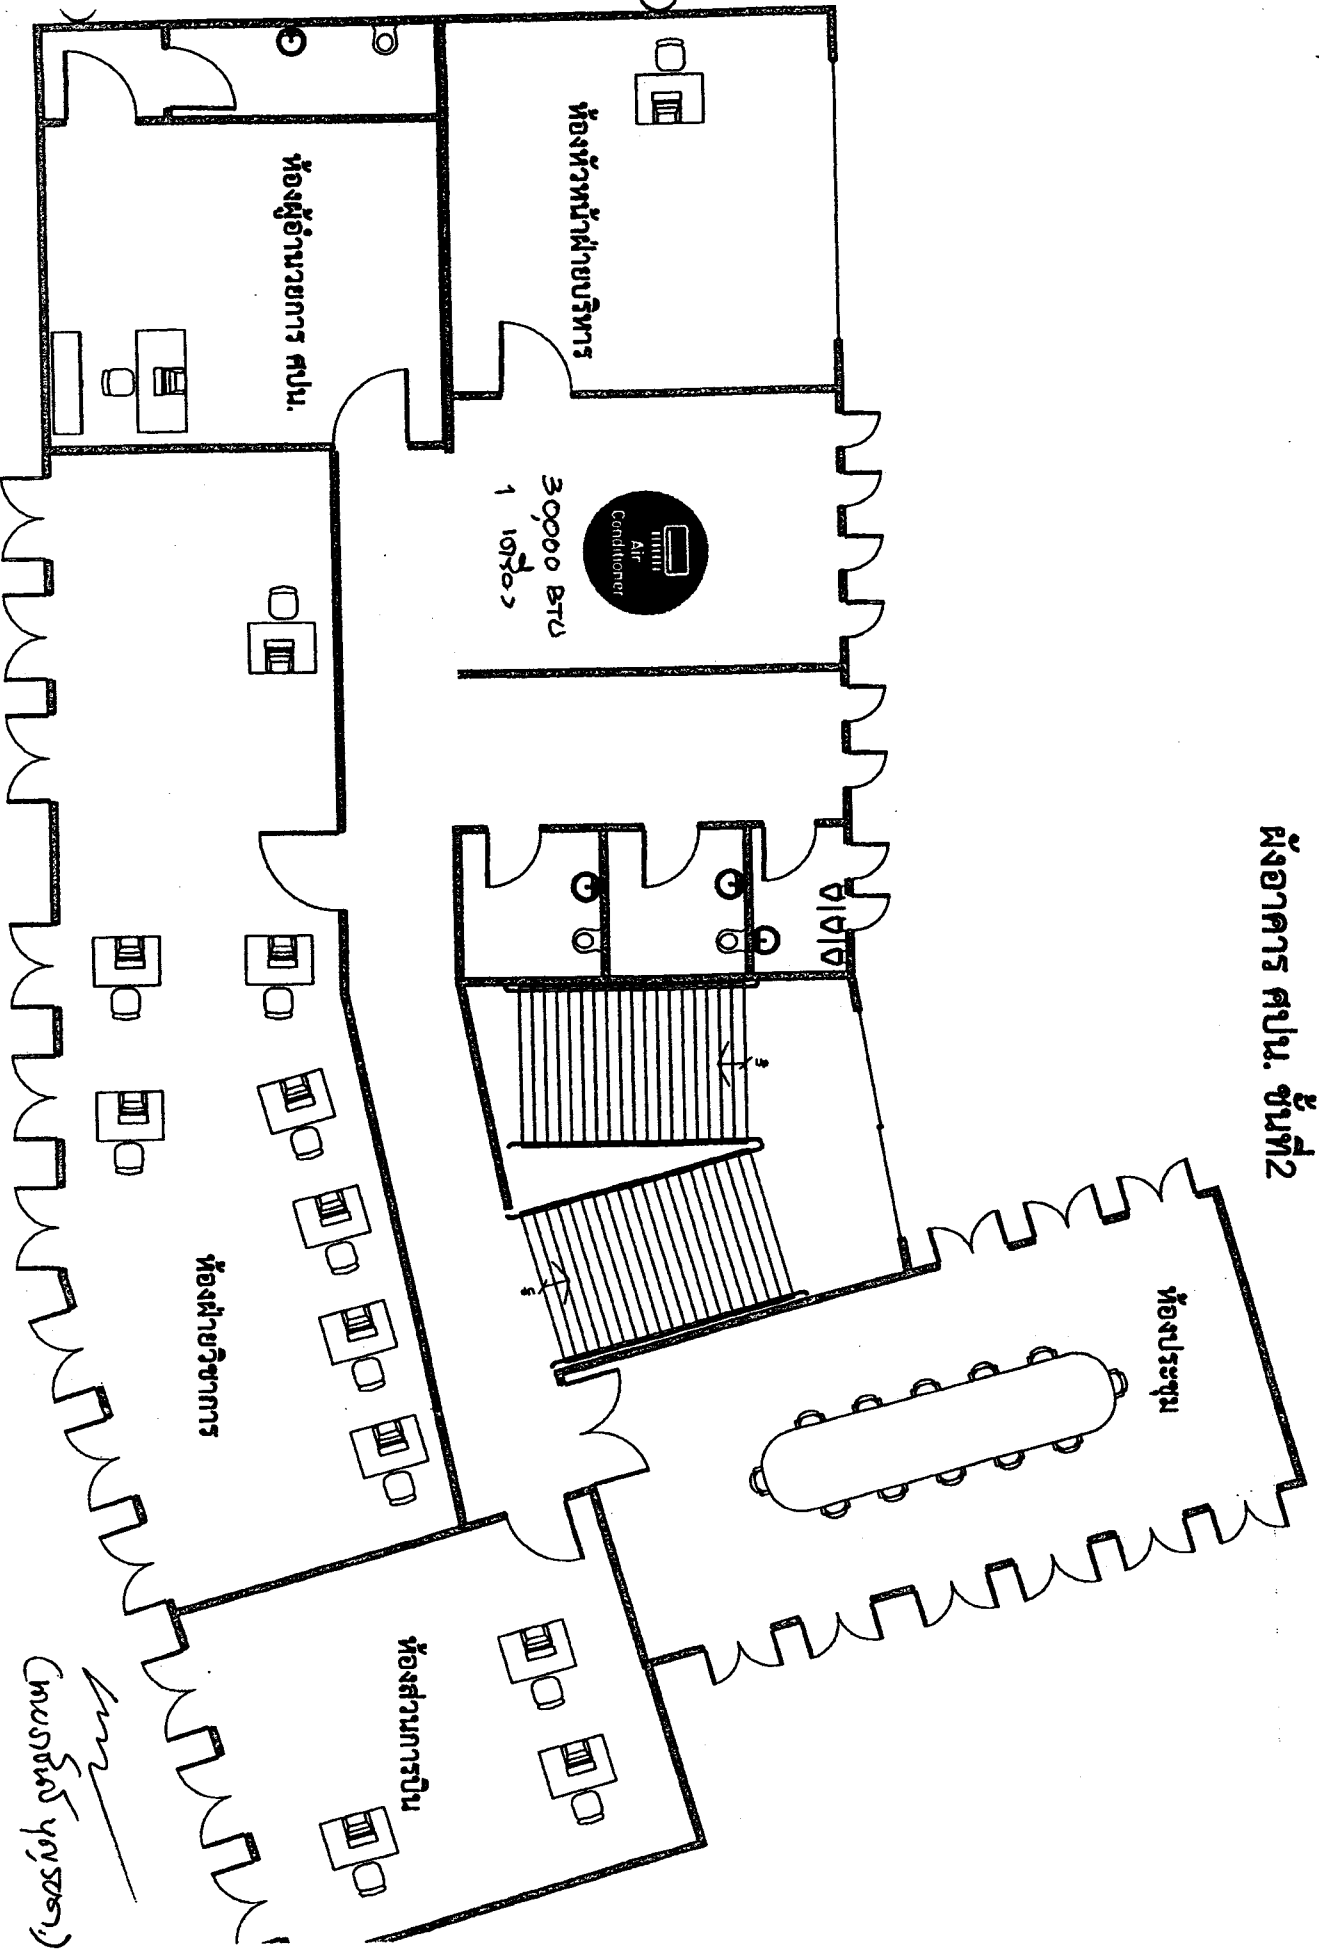 ผังอาคาร ศปน. ชั้นที่2
ห้องหัวหน้าฝ่ายบริหาร
ห้องผู้อำนวยการ ศปน.
Air
Conditioner
30,000 BTU
1 เครื่อง
ห้องประชุม
ห้องฝ่ายวิชาการ
ห้องส่วนการบิน